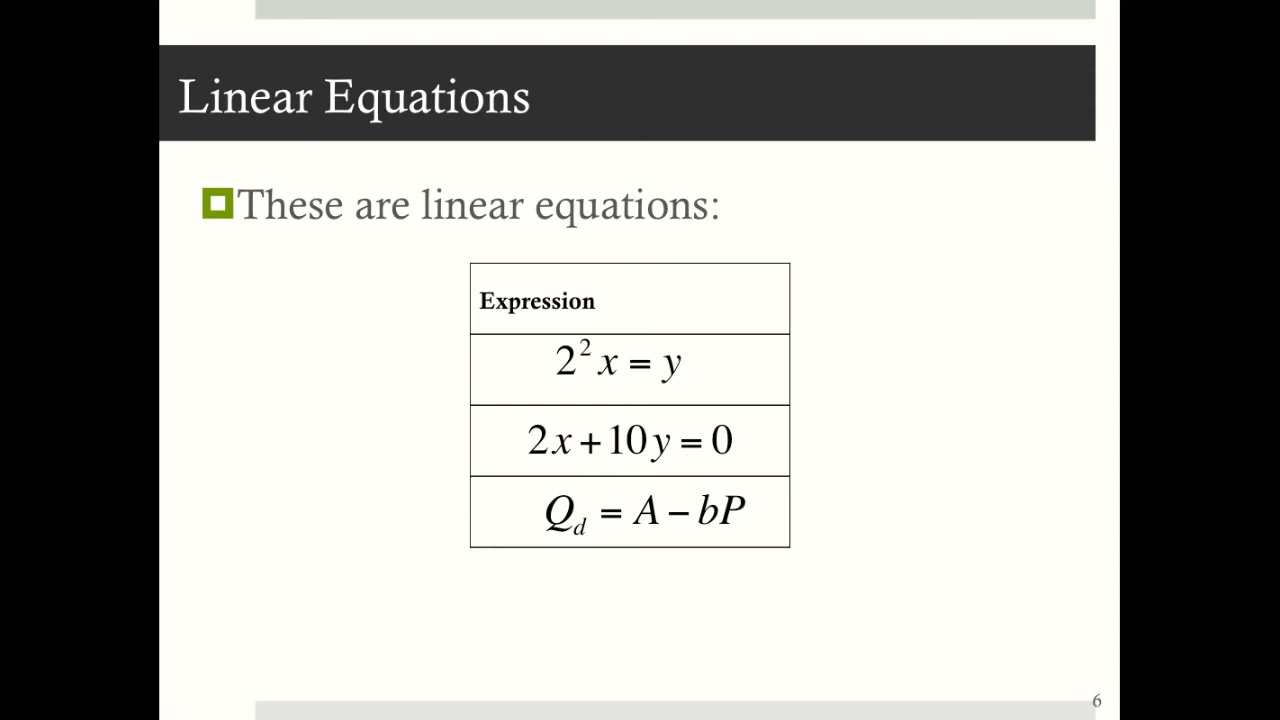 Linear Equations
These are linear equations:
Expression
2² x = y
2x + 10y = 0
Q_d = A − bP
6